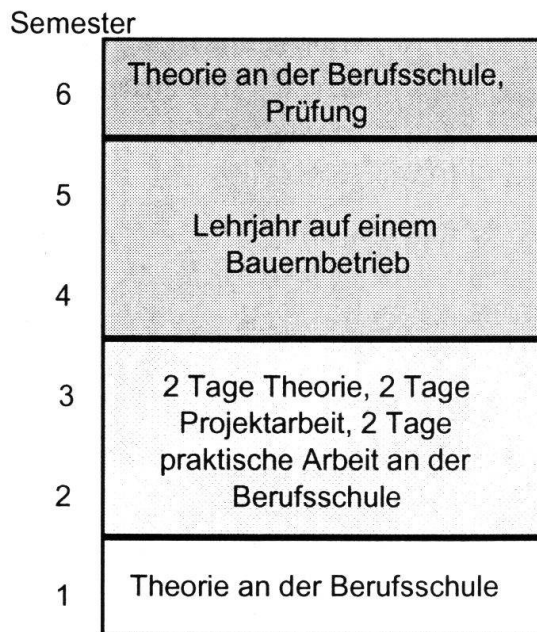 Semester
6
Theorie an der Berufsschule,
Prüfung
5
Lehrjahr auf einem
Bauernbetrieb
4
3
2 Tage Theorie, 2 Tage
Projektarbeit, 2 Tage
praktische Arbeit an der
Berufsschule
2
1
Theorie an der Berufsschule